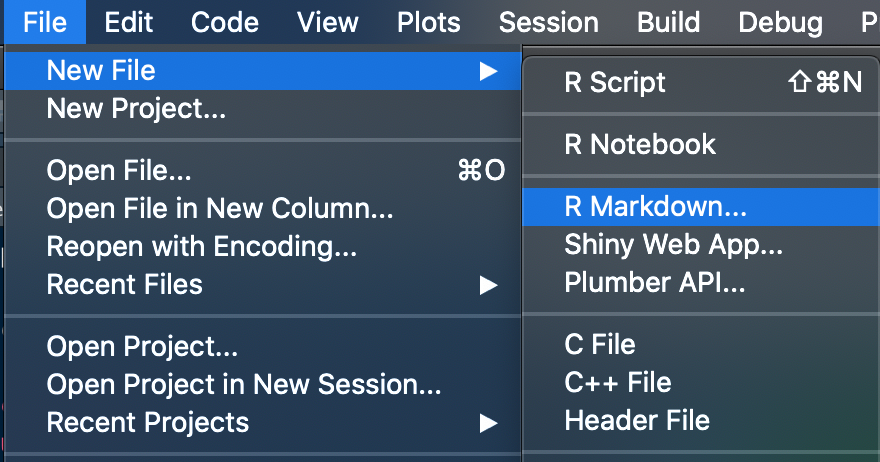 File Edit Code View Plots Session Build Debug P
New File ▶
New Project...
Open File... ⌘O
Open File in New Column...
Reopen with Encoding...
Recent Files ▶
Open Project...
Open Project in New Session...
Recent Projects ▶
R Script ⇧⌘N
R Notebook
R Markdown...
Shiny Web App...
Plumber API...
C File
C++ File
Header File